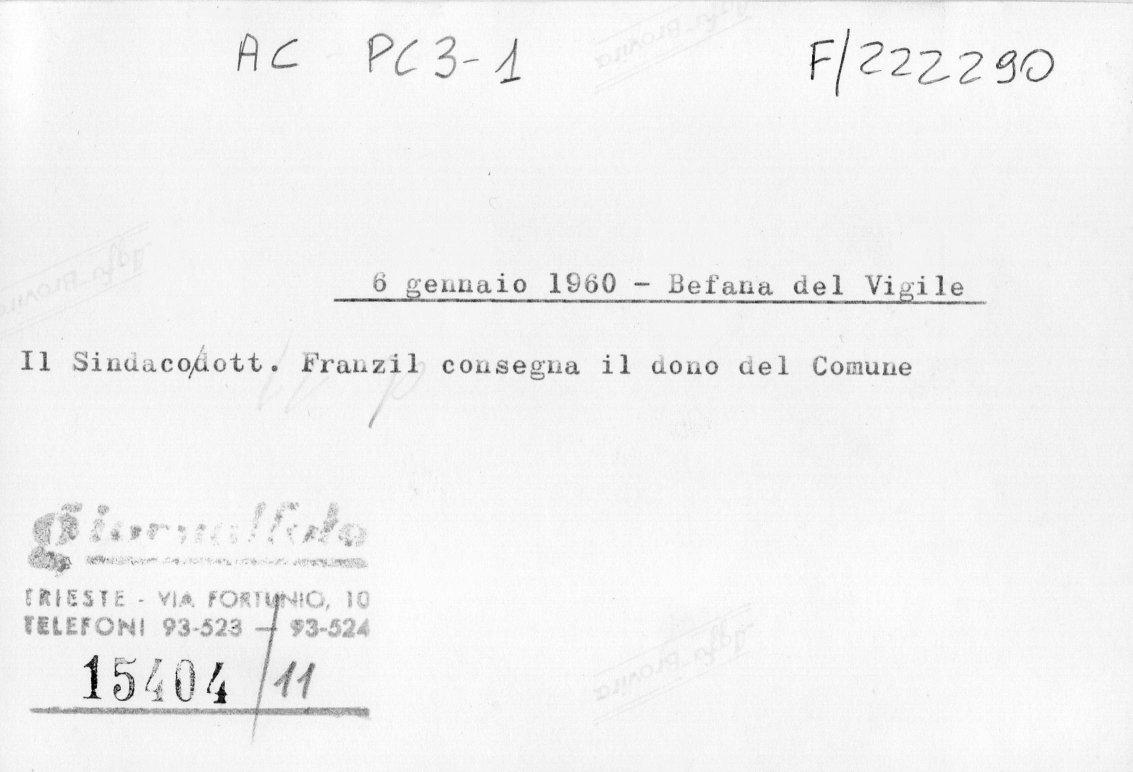 AC PC3-1 F/222290
6 gennaio 1960 - Befana del Vigile
Il Sindaco/dott. Franzil consegna il dono del Comune
giornalfoto
TRIESTE - VIA FORTUNIO, 10
TELEFONI 93-523 — 93-524
15404/11